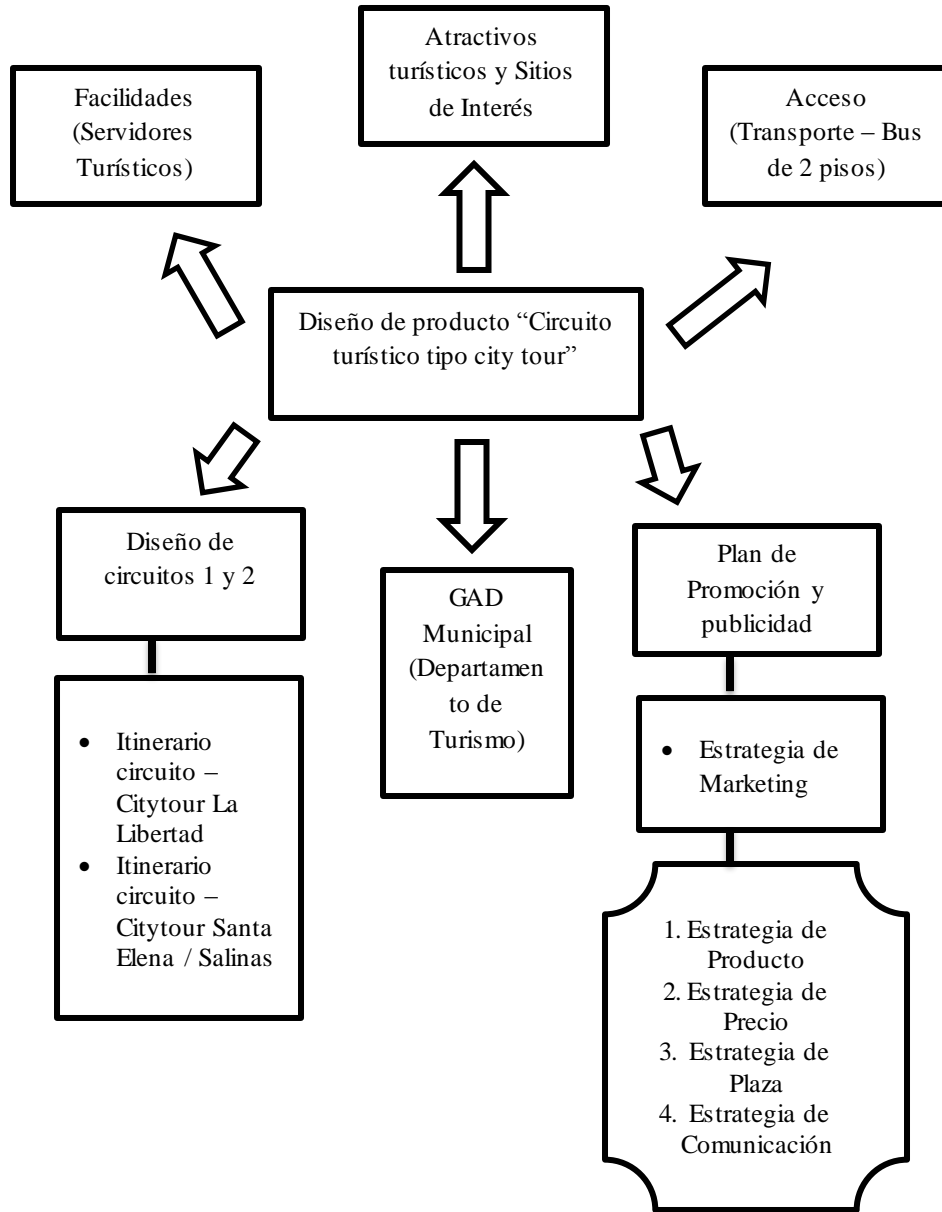 Atractivos
turísticos y Sitios
de Interés
Facilidades
(Servidores
Turísticos)
Acceso
(Transporte – Bus
de 2 pisos)
Diseño de producto “Circuito
turístico tipo city tour”
Diseño de
circuitos 1 y 2
GAD
Municipal
(Departamen
to de
Turismo)
Plan de
Promoción y
publicidad
• Itinerario
circuito –
Citytour La
Libertad
• Itinerario
circuito –
Citytour Santa
Elena / Salinas
• Estrategia de
Marketing
1. Estrategia de
Producto
2. Estrategia de
Precio
3. Estrategia de
Plaza
4. Estrategia de
Comunicación